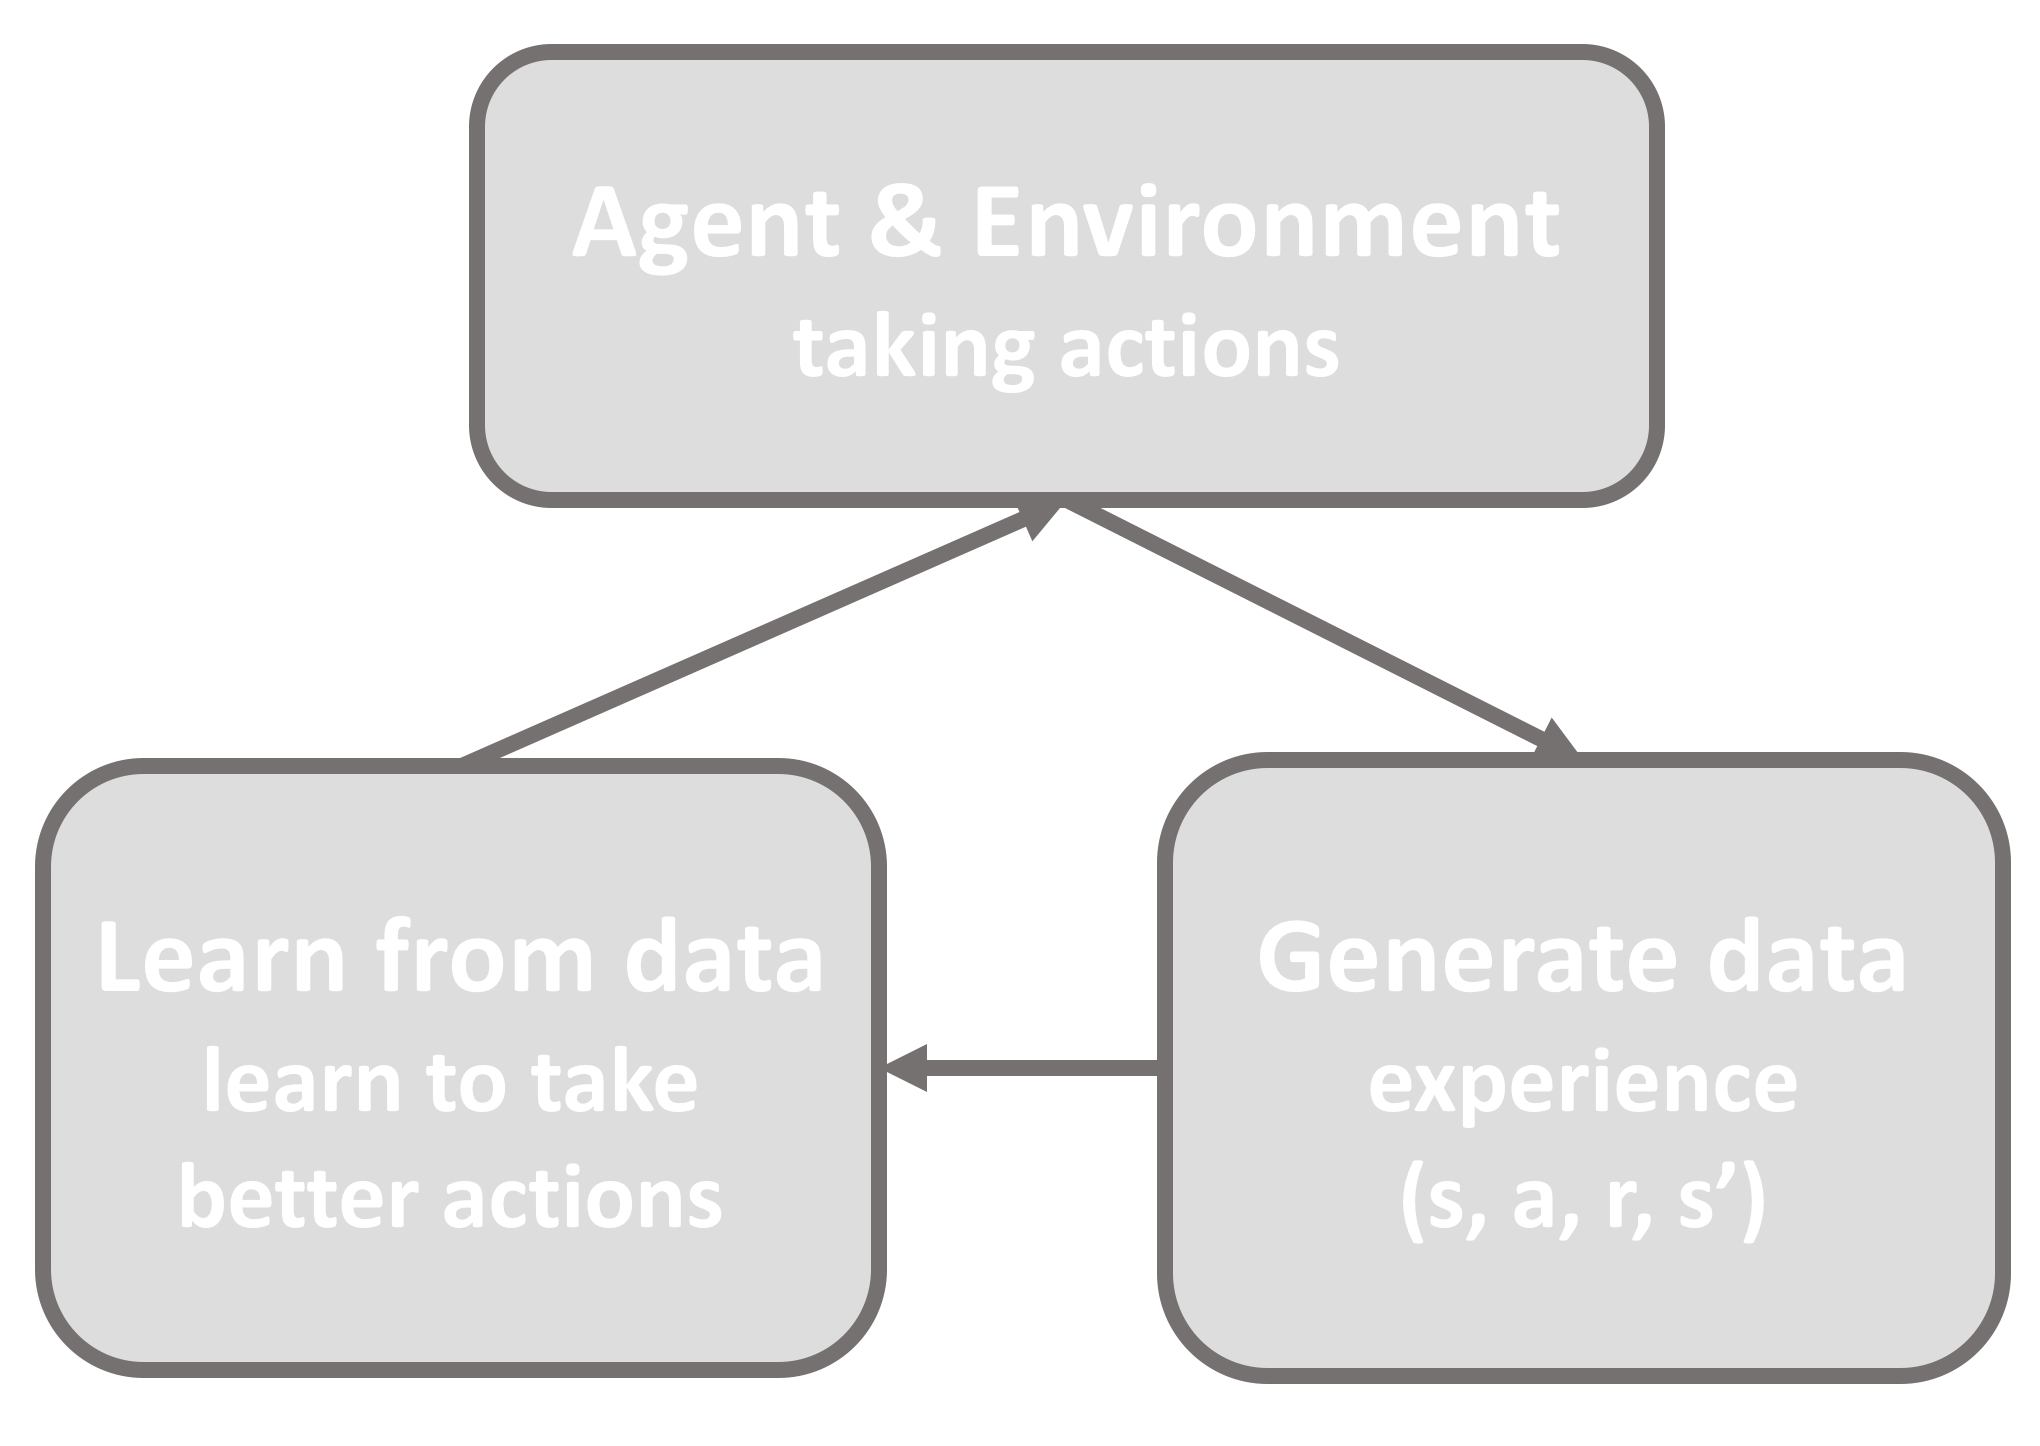 Agent & Environment
taking actions
Learn from data
learn to take
better actions
Generate data
experience
(s, a, r, s’)